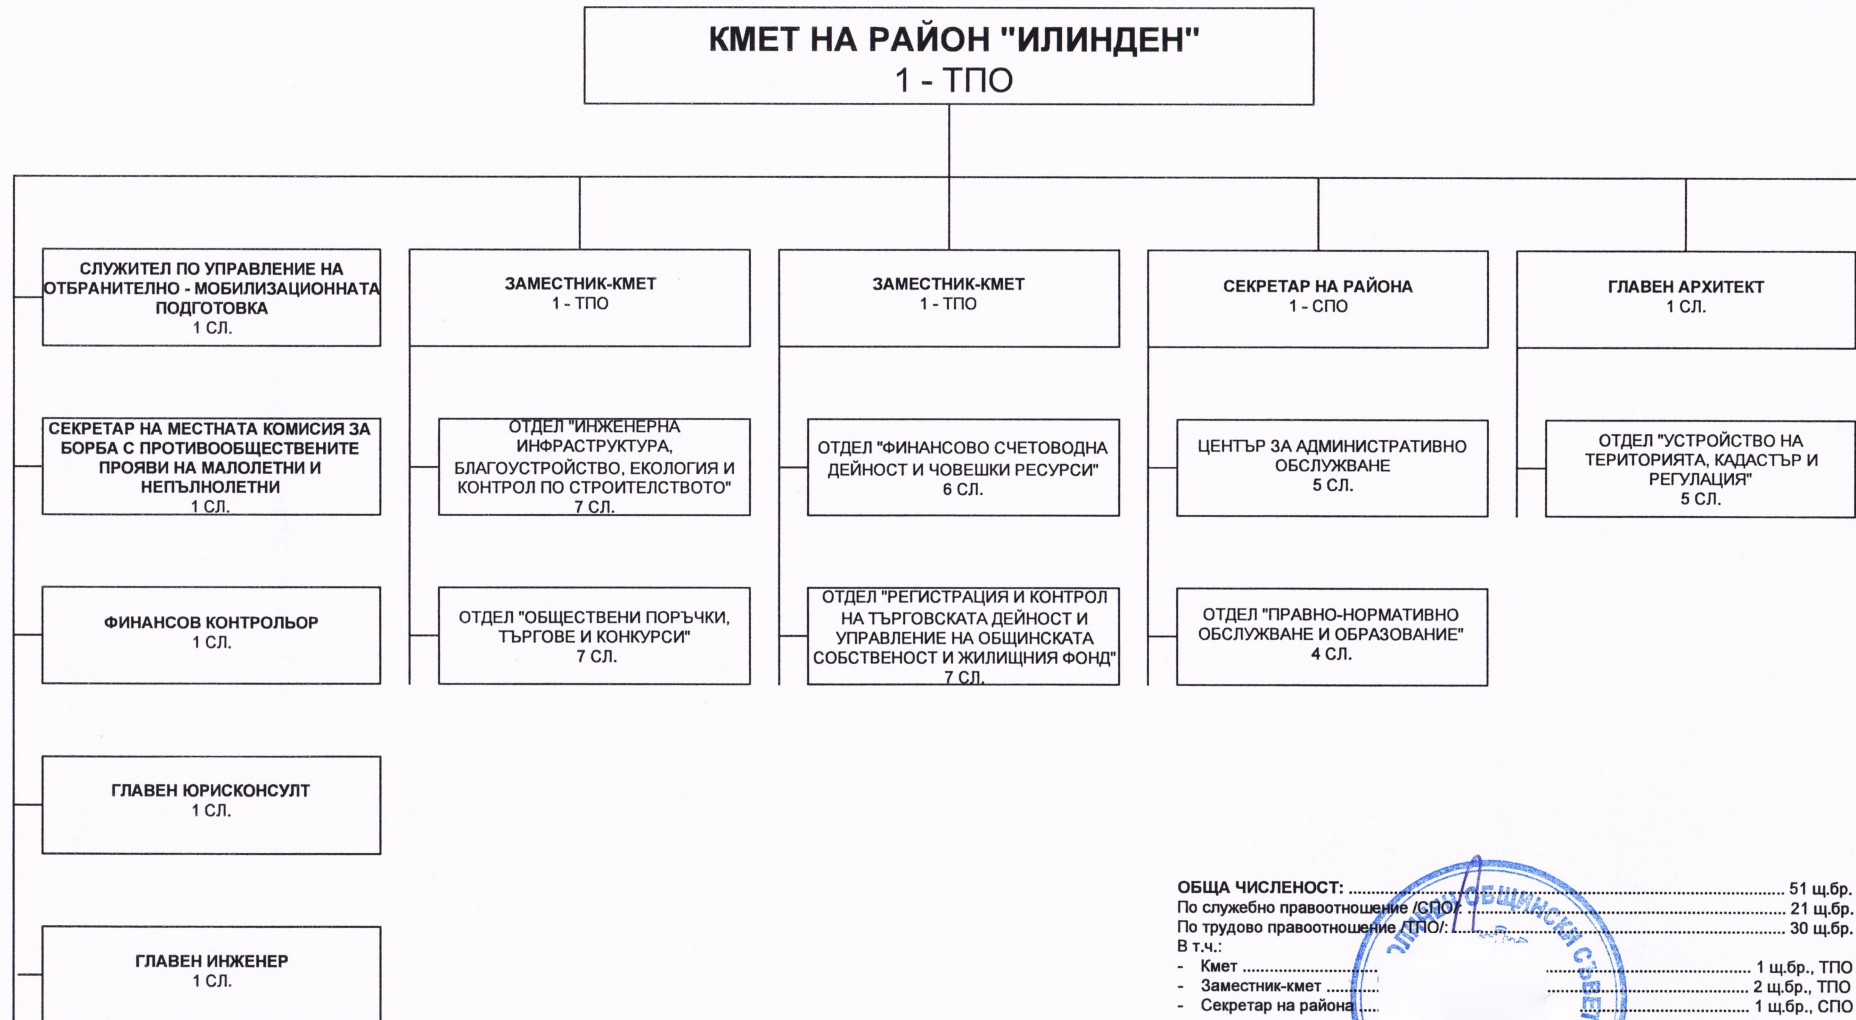 КМЕТ НА РАЙОН "ИЛИНДЕН"
1 - ТПО
СЛУЖИТЕЛ ПО УПРАВЛЕНИЕ НА
ОТБРАНИТЕЛНО - МОБИЛИЗАЦИОННАТА
ПОДГОТОВКА
1 СЛ.
СЕКРЕТАР НА МЕСТНАТА КОМИСИЯ ЗА
БОРБА С ПРОТИВООБЩЕСТВЕНИТЕ
ПРОЯВИ НА МАЛОЛЕТНИ И
НЕПЪЛНОЛЕТНИ
1 СЛ.
ФИНАНСОВ КОНТРОЛЬОР
1 СЛ.
ГЛАВЕН ЮРИСКОНСУЛТ
1 СЛ.
ГЛАВЕН ИНЖЕНЕР
1 СЛ.
ЗАМЕСТНИК-КМЕТ
1 - ТПО
ОТДЕЛ "ИНЖЕНЕРНА
ИНФРАСТРУКТУРА,
БЛАГОУСТРОЙСТВО, ЕКОЛОГИЯ И
КОНТРОЛ ПО СТРОИТЕЛСТВОТО"
7 СЛ.
ОТДЕЛ "ОБЩЕСТВЕНИ ПОРЪЧКИ,
ТЪРГОВЕ И КОНКУРСИ"
7 СЛ.
ЗАМЕСТНИК-КМЕТ
1 - ТПО
ОТДЕЛ "ФИНАНСОВО СЧЕТОВОДНА
ДЕЙНОСТ И ЧОВЕШКИ РЕСУРСИ"
6 СЛ.
ОТДЕЛ "РЕГИСТРАЦИЯ И КОНТРОЛ
НА ТЪРГОВСКАТА ДЕЙНОСТ И
УПРАВЛЕНИЕ НА ОБЩИНСКАТА
СОБСТВЕНОСТ И ЖИЛИЩНИЯ ФОНД"
7 СЛ.
СЕКРЕТАР НА РАЙОНА
1 - СПО
ЦЕНТЪР ЗА АДМИНИСТРАТИВНО
ОБСЛУЖВАНЕ
5 СЛ.
ОТДЕЛ "ПРАВНО-НОРМАТИВНО
ОБСЛУЖВАНЕ И ОБРАЗОВАНИЕ"
4 СЛ.
ГЛАВЕН АРХИТЕКТ
1 СЛ.
ОТДЕЛ "УСТРОЙСТВО НА
ТЕРИТОРИЯТА, КАДАСТЪР И
РЕГУЛАЦИЯ"
5 СЛ.
ОБЩА ЧИСЛЕНОСТ: ........ 51 щ.бр.
По служебно правоотношение /СПО/: ........ 21 щ.бр.
По трудово правоотношение /ТПО/: ........ 30 щ.бр.
В т.ч.:
- Кмет ........ 1 щ.бр., ТПО
- Заместник-кмет ........ 2 щ.бр., ТПО
- Секретар на района ........ 1 щ.бр., СПО
ОБЩИНСКИ СЪВЕТ